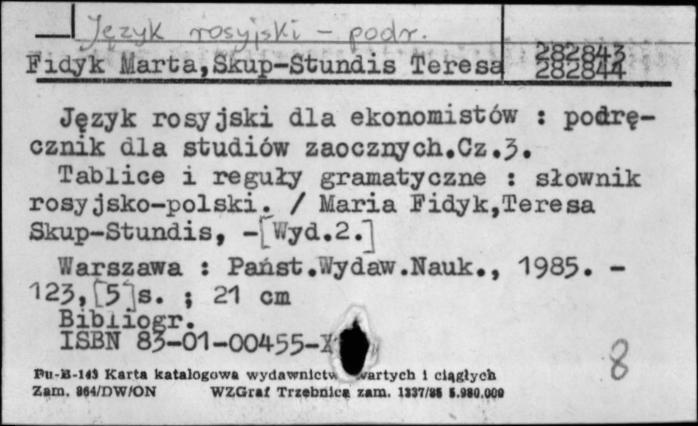 Język rosyjski - podr.
282843
Fidyk Marta,Skup-Stundis Teresa 282844
Język rosyjski dla ekonomistów : podrę-
cznik dla studiów zaocznych.Cz.3.
Tablice i reguły gramatyczne : słownik
rosyjsko-polski. / Maria Fidyk,Teresa
Skup-Stundis, -[Wyd.2.]
Warszawa : Państ.Wydaw.Nauk., 1985. -
123,[5]s. ; 21 cm
Bibliogr.
ISBN 83-01-00455-X
8
Pu-B-143 Karta katalogowa wydawnictw zwartych i ciągłych
Zam. 864/DW/ON WZGraf Trzebnica zam. 1337/85 5.980.000